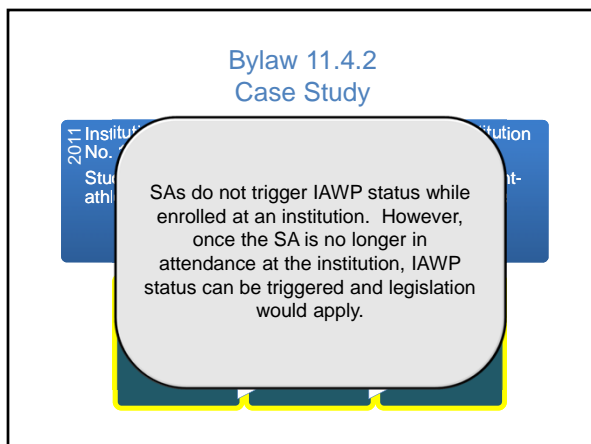 Bylaw 11.4.2
Case Study
2011
Institution
No.
SAs do not trigger IAWP status while
enrolled at an institution. However,
once the SA is no longer in
attendance at the institution, IAWP
status can be triggered and legislation
would apply.